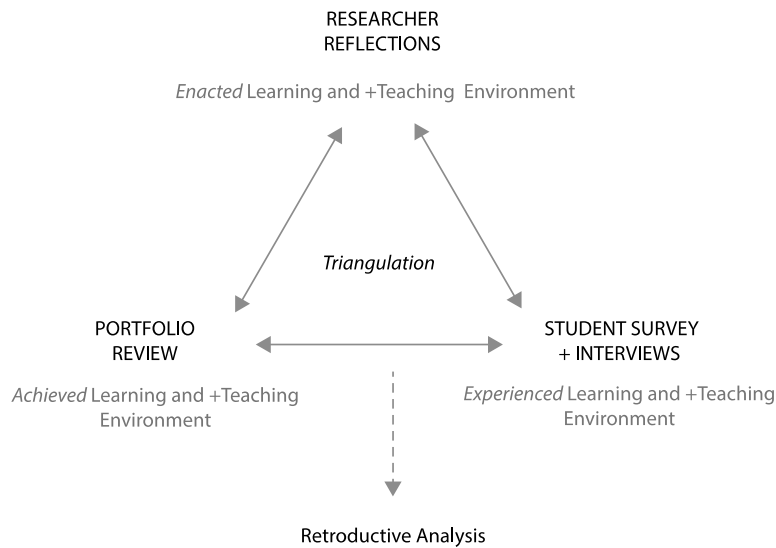 RESEARCHER
REFLECTIONS
Enacted Learning and +Teaching Environment
Triangulation
PORTFOLIO
REVIEW
Achieved Learning and +Teaching
Environment
STUDENT SURVEY
+ INTERVIEWS
Experienced Learning and +Teaching
Environment
Retroductive Analysis